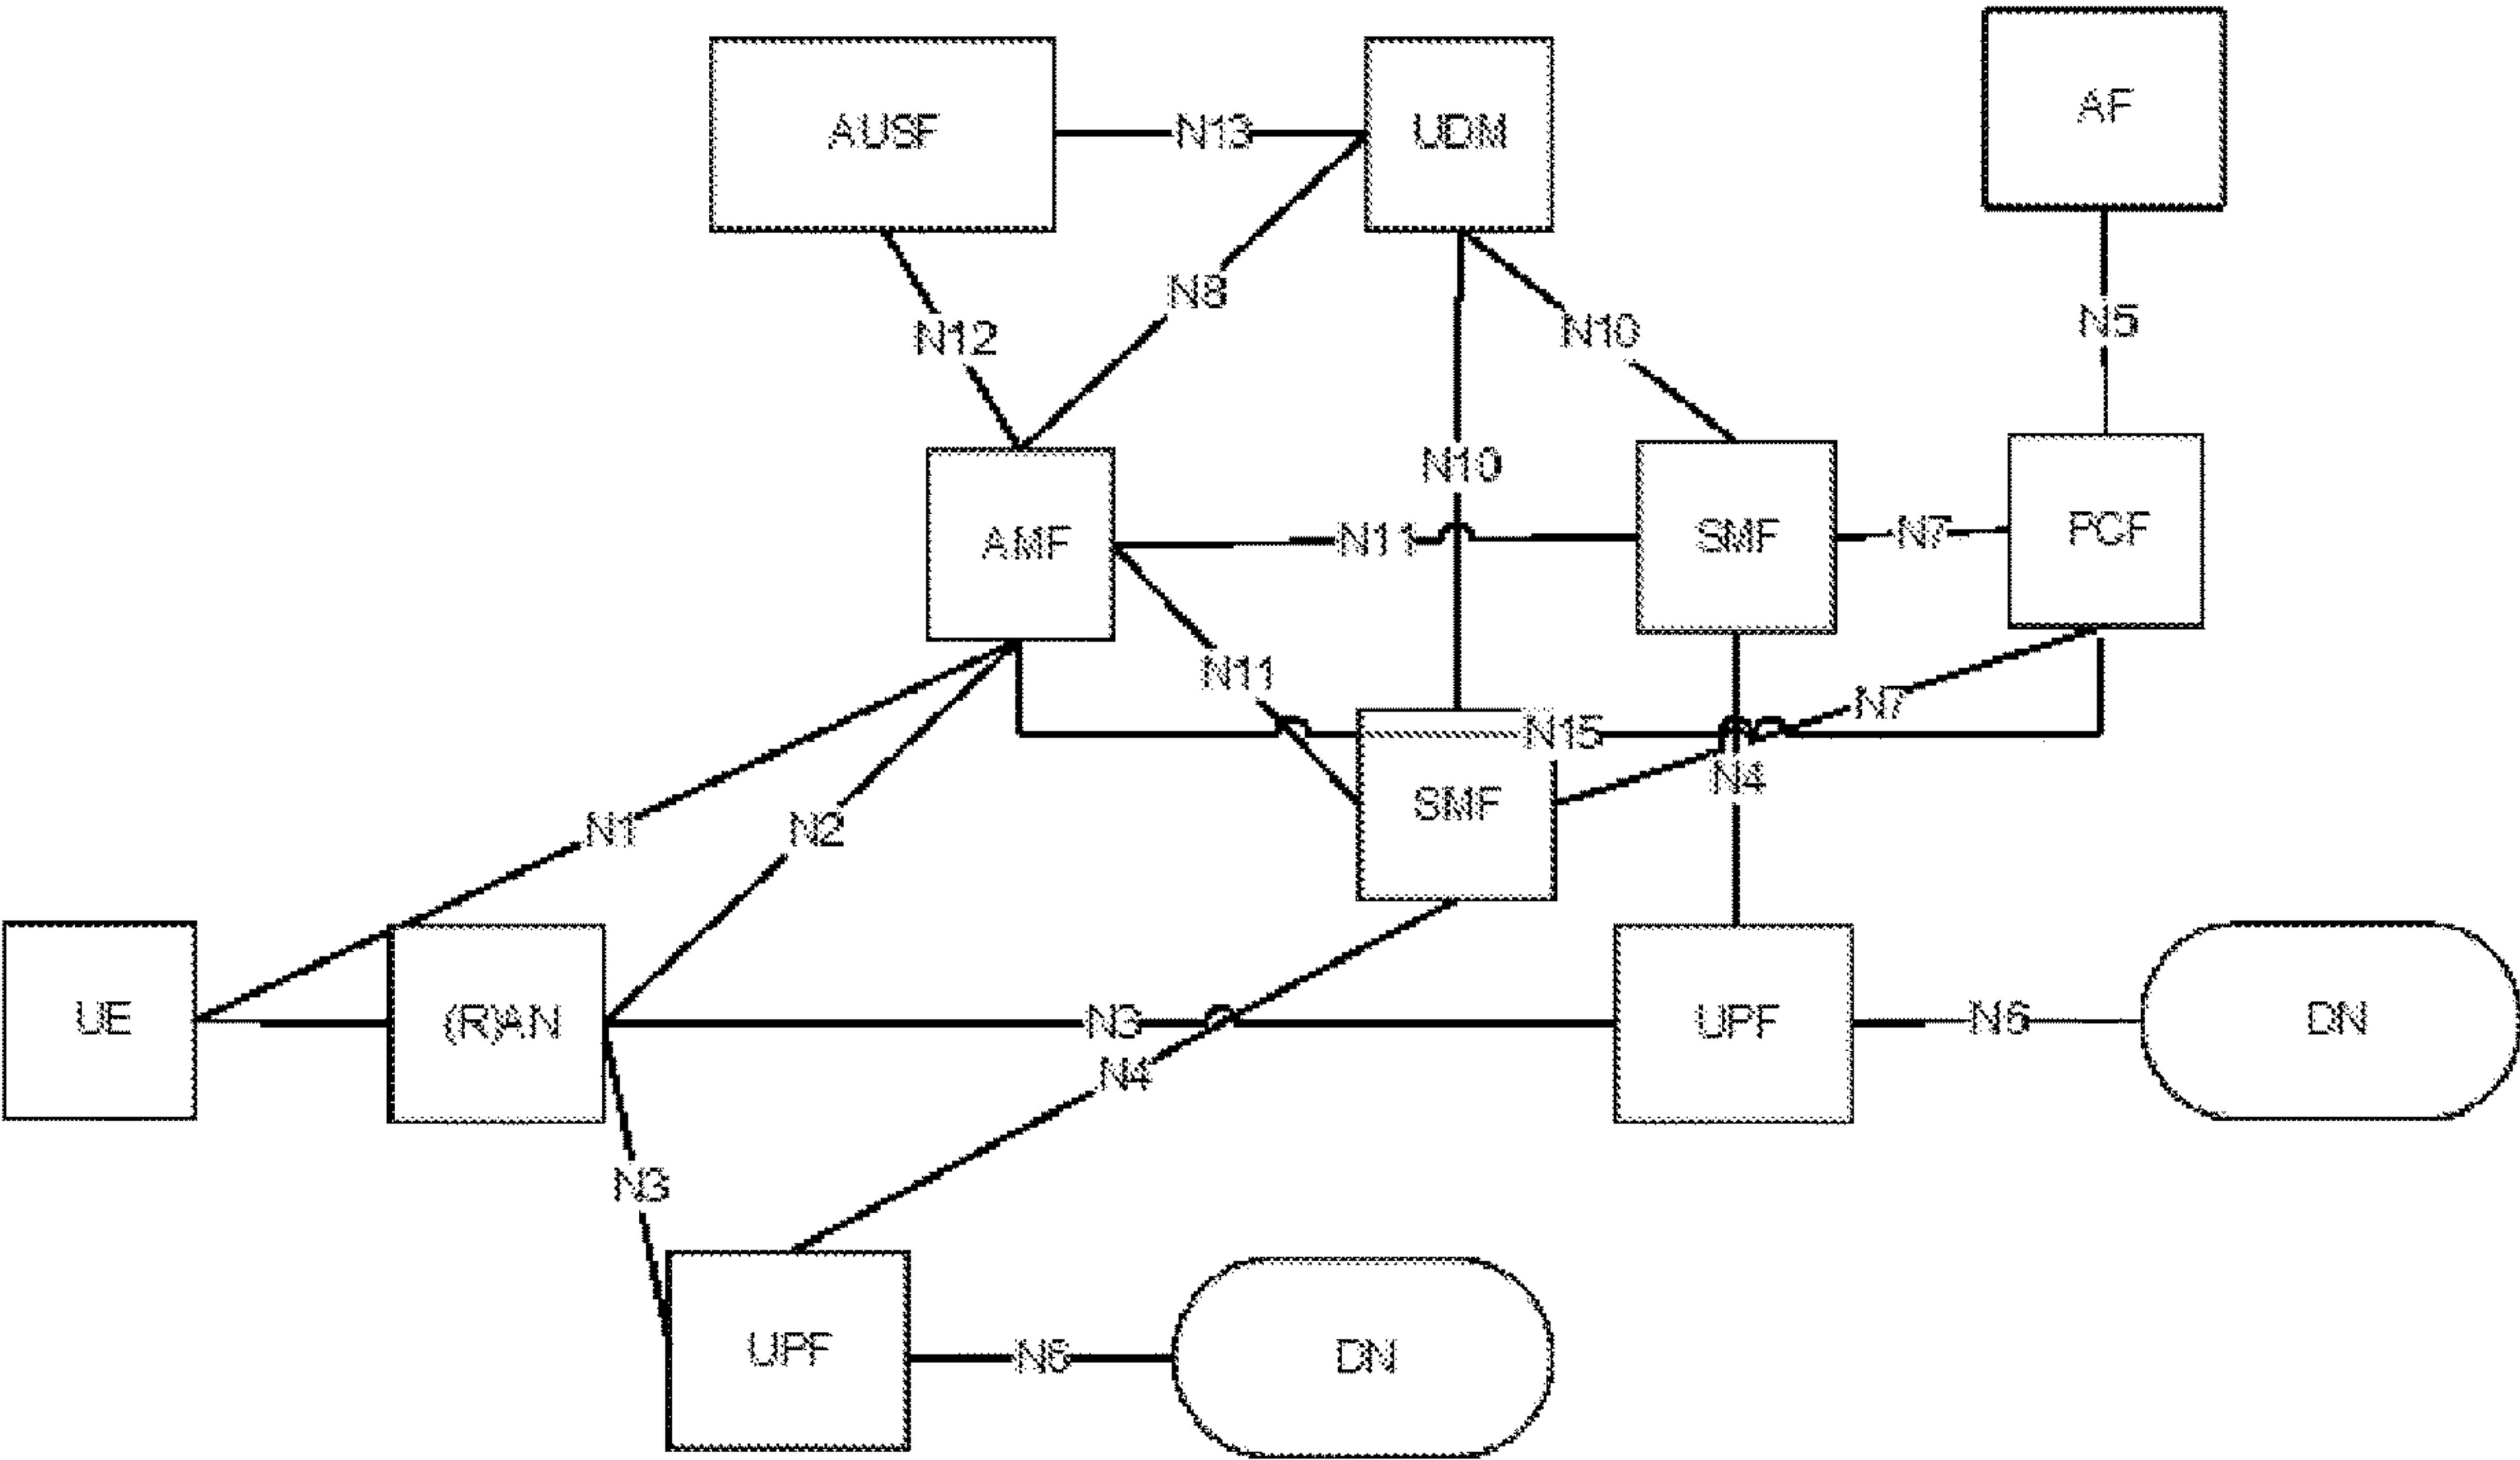 AF
AUSF
N13
UDM
N8
N12
N10
N5
N10
AMF
N11
SMF
N7
PCF
N11
N7
N15
N4
SMF
N1
N2
UE
(R)AN
N3
UPF
N6
DN
N4
N3
UPF
N6
DN